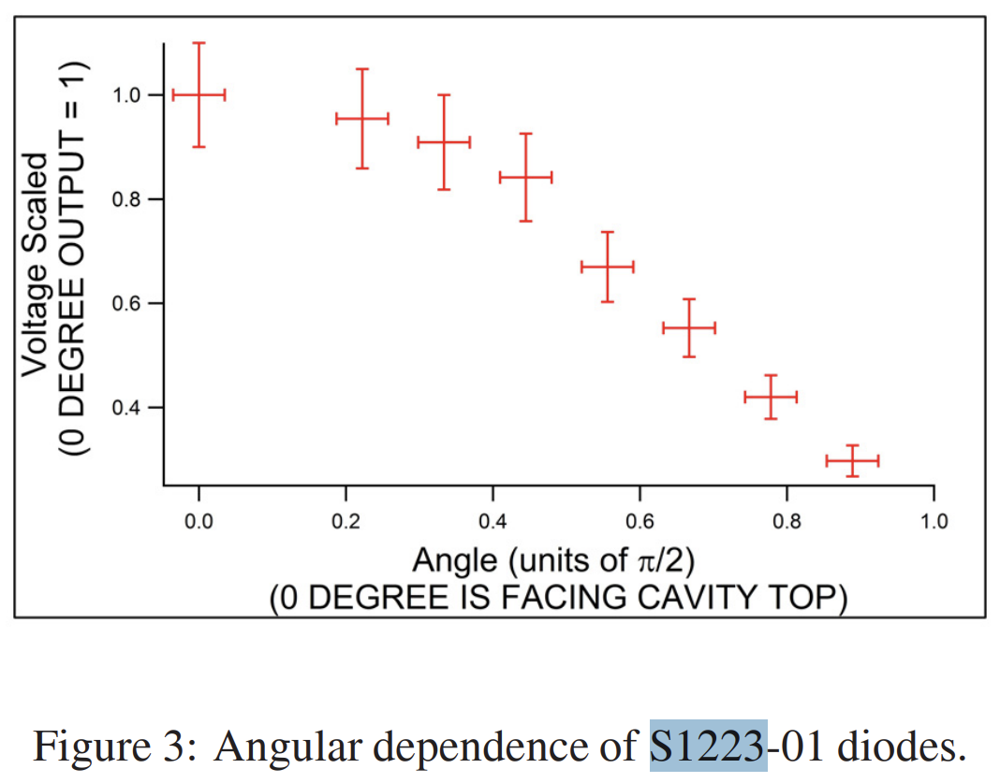 Voltage Scaled
(0 DEGREE OUTPUT = 1)
1.0
0.8
0.6
0.4
0.0 0.2 0.4 0.6 0.8 1.0
Angle (units of π/2)
(0 DEGREE IS FACING CAVITY TOP)
Figure 3: Angular dependence of S1223-01 diodes.